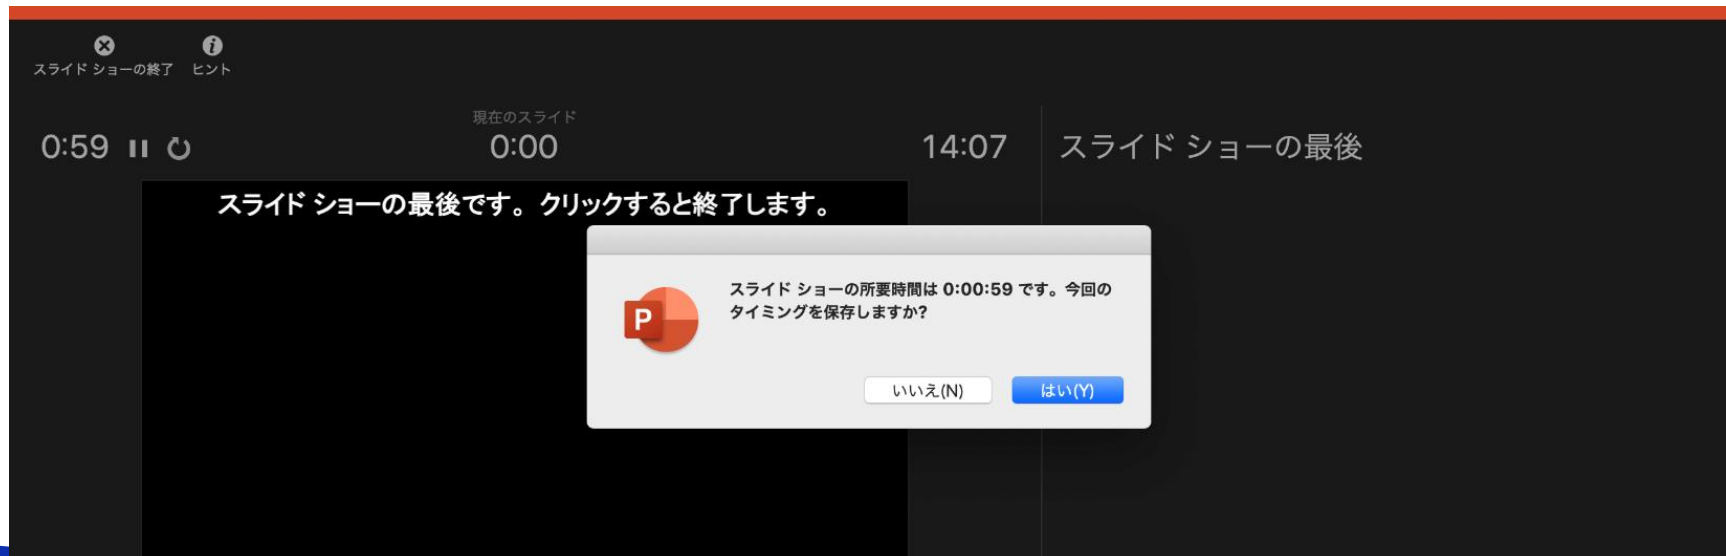 スライド ショーの終了 ヒント
現在のスライド
0:59 0:00 14:07 スライド ショーの最後
スライド ショーの最後です。クリックすると終了します。
スライド ショーの所要時間は 0:00:59 です。今回の
タイミングを保存しますか?
P
いいえ(N) はい(Y)